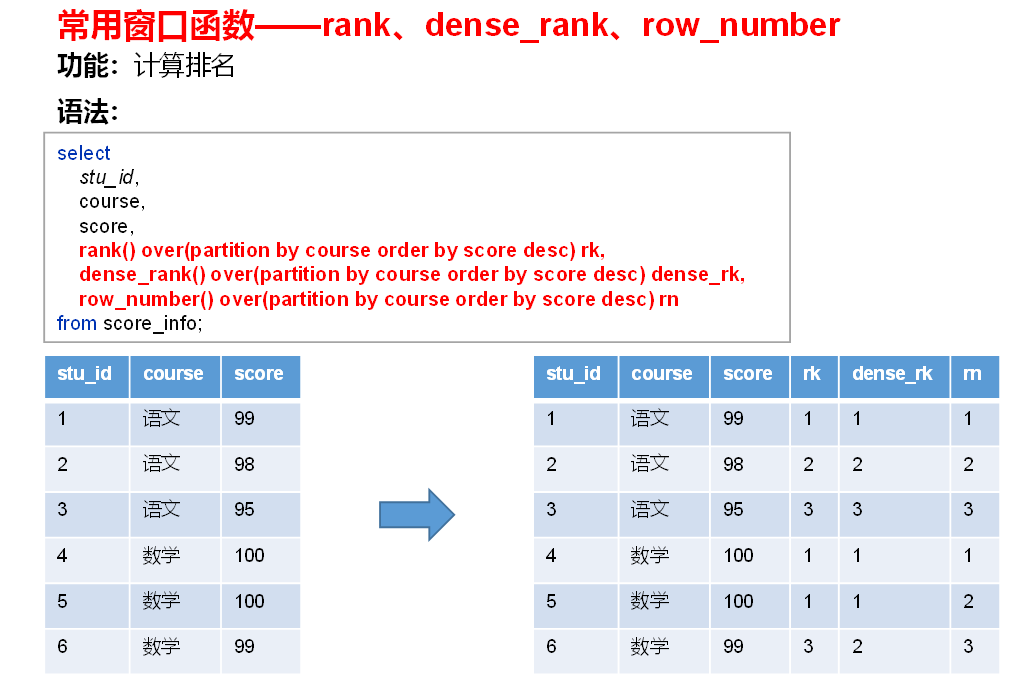 常用窗口函数——rank、dense_rank、row_number
功能：计算排名
语法：
select
stu_id,
course,
score,
rank() over(partition by course order by score desc) rk,
dense_rank() over(partition by course order by score desc) dense_rk,
row_number() over(partition by course order by score desc) rn
from score_info;
stu_id course score
1 语文 99
2 语文 98
3 语文 95
4 数学 100
5 数学 100
6 数学 99
stu_id course score rk dense_rk rn
1 语文 99 1 1 1
2 语文 98 2 2 2
3 语文 95 3 3 3
4 数学 100 1 1 1
5 数学 100 1 1 2
6 数学 99 3 2 3